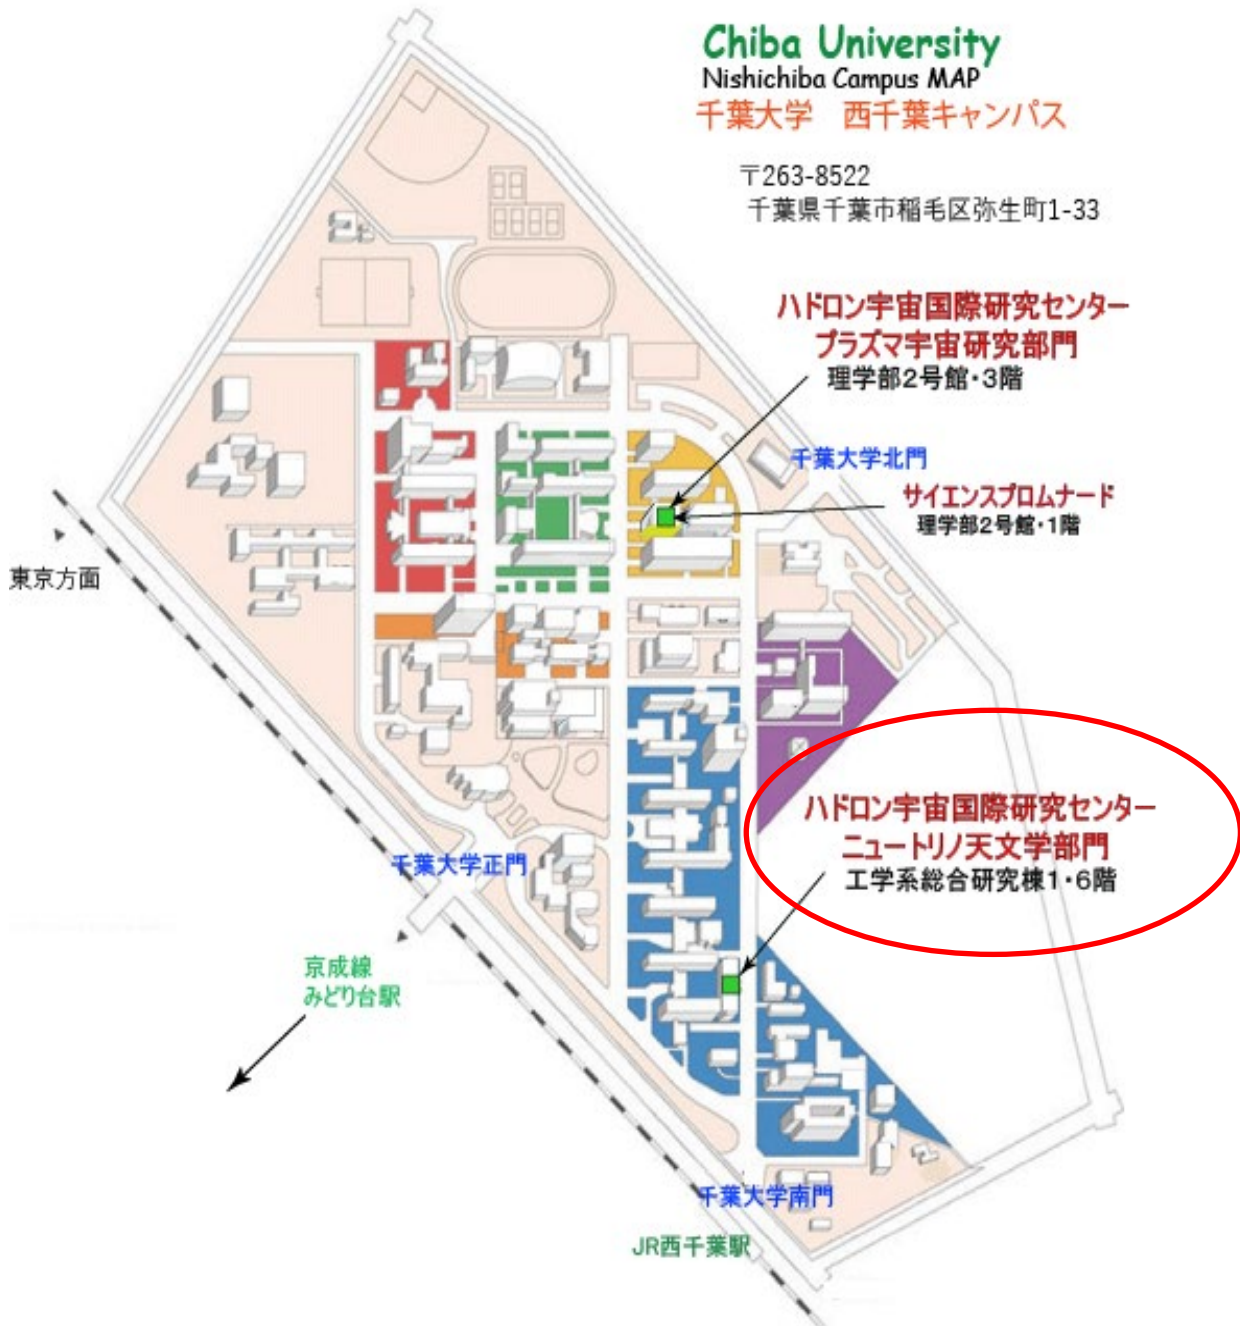 Chiba University
Nishichiba Campus MAP
千葉大学 西千葉キャンパス
〒263-8522
千葉県千葉市稲毛区弥生町1-33
ハドロン宇宙国際研究センター
プラズマ宇宙研究部門
理学部2号館・3階
千葉大学北門
サイエンスプロムナード
理学部2号館・1階
東京方面
ハドロン宇宙国際研究センター
ニュートリノ天文学部門
工学系総合研究棟1・6階
千葉大学正門
京成線
みどり台駅
千葉大学南門
JR西千葉駅